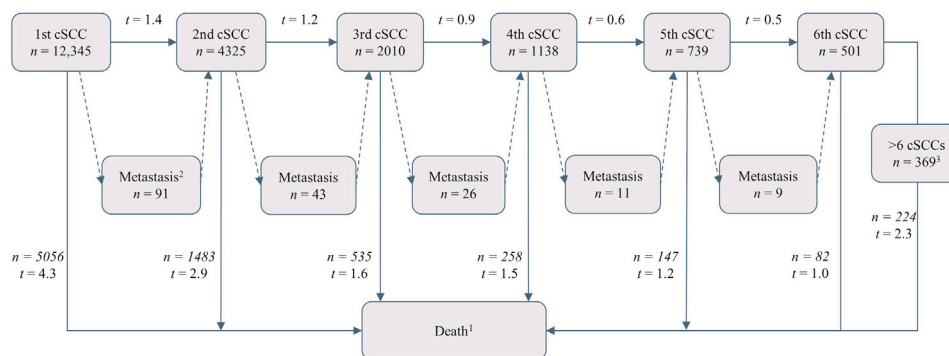 t = 1.4
t = 1.2
t = 0.9
t = 0.6
t = 0.5
1st cSCC
n = 12,345
2nd cSCC
n = 4325
3rd cSCC
n = 2010
4th cSCC
n = 1138
5th cSCC
n = 739
6th cSCC
n = 501
>6 cSCCs
n = 369³
Metastasis²
n = 91
Metastasis
n = 43
Metastasis
n = 26
Metastasis
n = 11
Metastasis
n = 9
n = 224
t = 2.3
n = 5056
t = 4.3
n = 1483
t = 2.9
n = 535
t = 1.6
n = 258
t = 1.5
n = 147
t = 1.2
n = 82
t = 1.0
Death¹